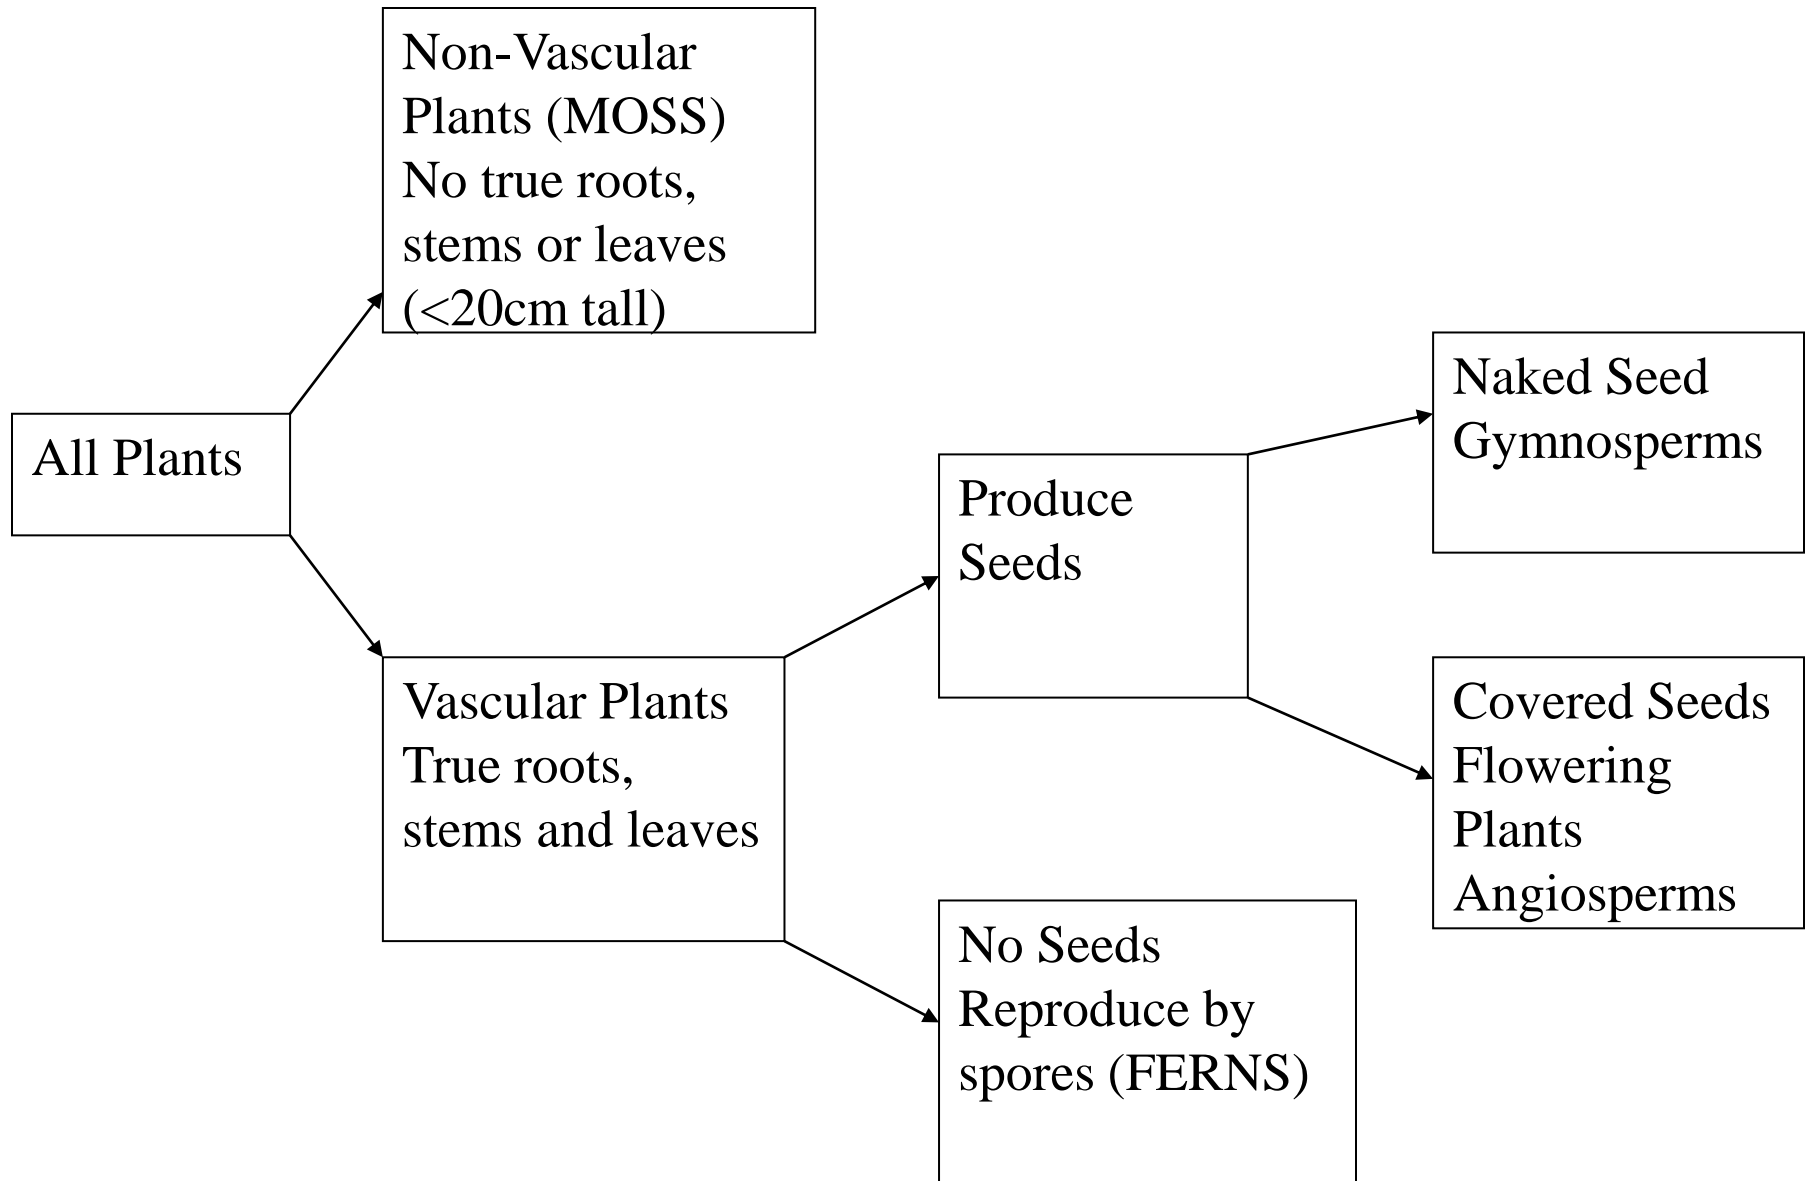 Non-Vascular
Plants (MOSS)
No true roots,
stems or leaves
(<20cm tall)
All Plants
Vascular Plants
True roots,
stems and leaves
Produce
Seeds
No Seeds
Reproduce by
spores (FERNS)
Naked Seed
Gymnosperms
Covered Seeds
Flowering
Plants
Angiosperms